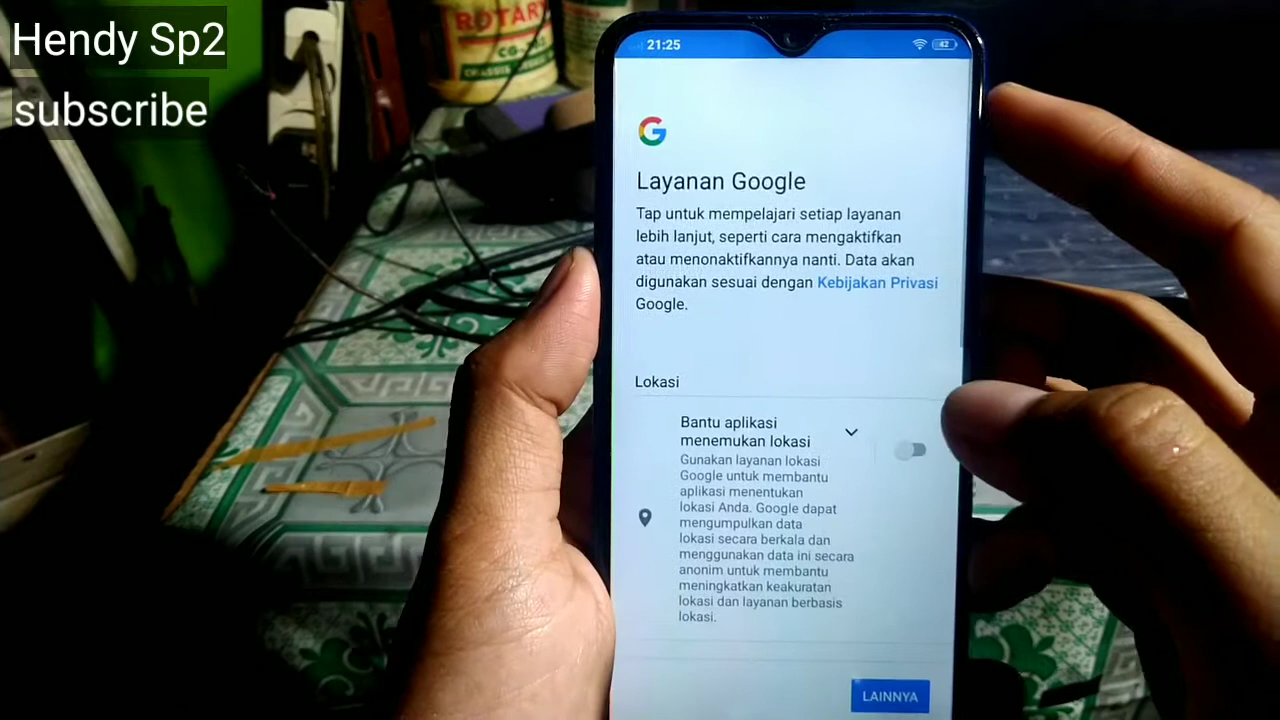 Hendy Sp2
subscribe
ROTARY
21:25
42
Layanan Google
Tap untuk mempelajari setiap layanan
lebih lanjut, seperti cara mengaktifkan
atau menonaktifkannya nanti. Data akan
digunakan sesuai dengan Kebijakan Privasi
Google.
Lokasi
Bantu aplikasi
menemukan lokasi
Gunakan layanan lokasi
Google untuk membantu
aplikasi menentukan
lokasi Anda. Google dapat
mengumpulkan data
lokasi secara berkala dan
menggunakan data ini secara
anonim untuk membantu
meningkatkan keakuratan
lokasi dan layanan berbasis
lokasi.
LAINNYA